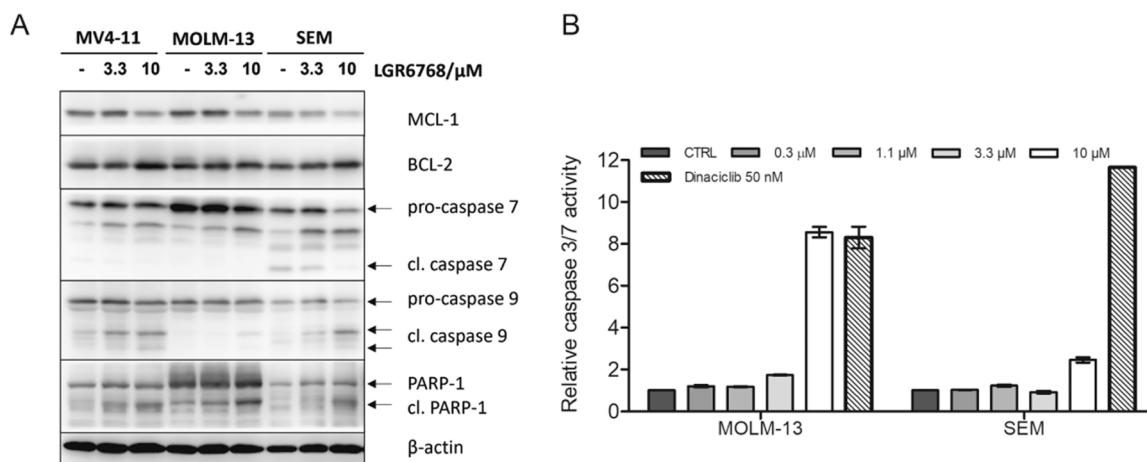 A
MV4-11 MOLM-13 SEM
- 3.3 10 - 3.3 10 - 3.3 10 LGR6768/μM
MCL-1
BCL-2
pro-caspase 7
cl. caspase 7
pro-caspase 9
cl. caspase 9
PARP-1
cl. PARP-1
β-actin
B
Relative caspase 3/7 activity
CTRL 0.3 μM 1.1 μM 3.3 μM 10 μM
Dinaciclib 50 nM
12
10
8
6
4
2
0
MOLM-13 SEM